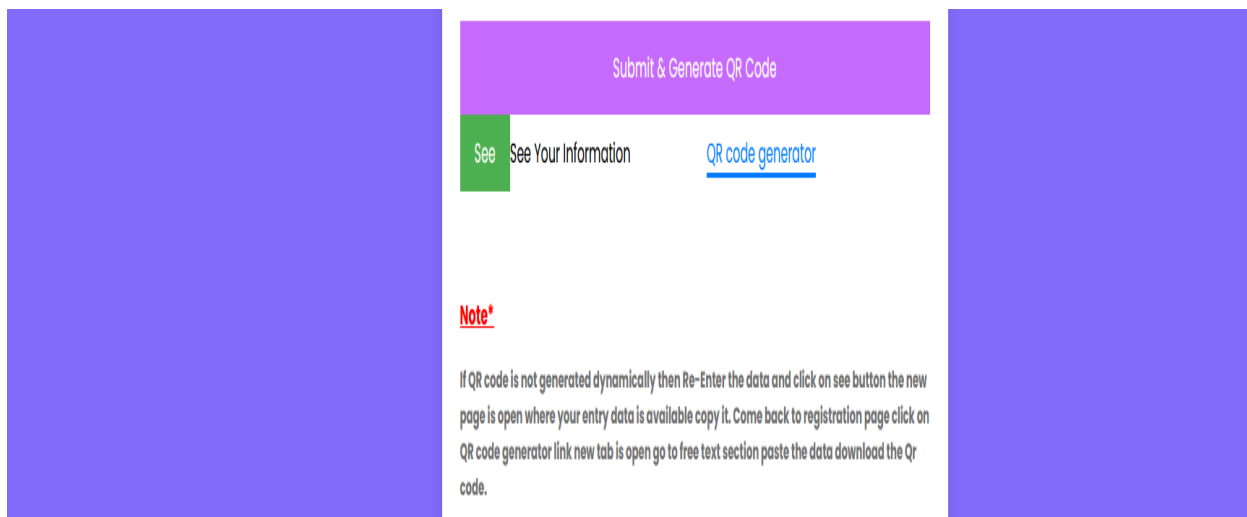 Submit & Generate QR Code
See See Your Information QR code generator
Note*
If QR code is not generated dynamically then Re-Enter the data and click on see button the new
page is open where your entry data is available copy it. Come back to registration page click on
QR code generator link new tab is open go to free text section paste the data download the Qr
code.